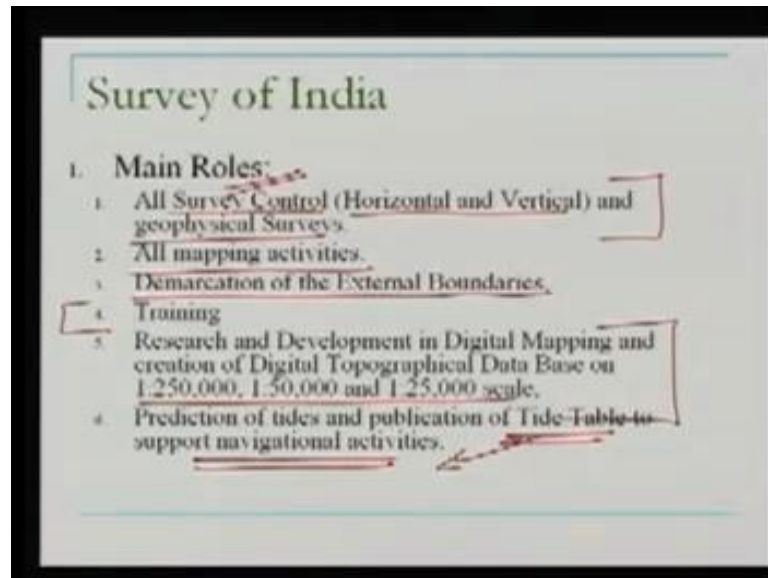 Survey of India
1. Main Roles:
1. All Survey Control (Horizontal and Vertical) and
geophysical Surveys.
2. All mapping activities.
3. Demarcation of the External Boundaries.
4. Training
5. Research and Development in Digital Mapping and
creation of Digital Topographical Data Base on
1:250,000, 1:50,000 and 1:25,000 scale.
6. Prediction of tides and publication of Tide Table to
support navigational activities.